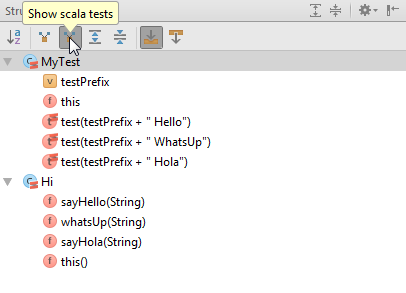 Show scala tests
Stru
MyTest
v testPrefix
f this
t test(testPrefix + " Hello")
t test(testPrefix + " WhatsUp")
t test(testPrefix + " Hola")
Hi
f sayHello(String)
f whatsUp(String)
f sayHola(String)
f this()